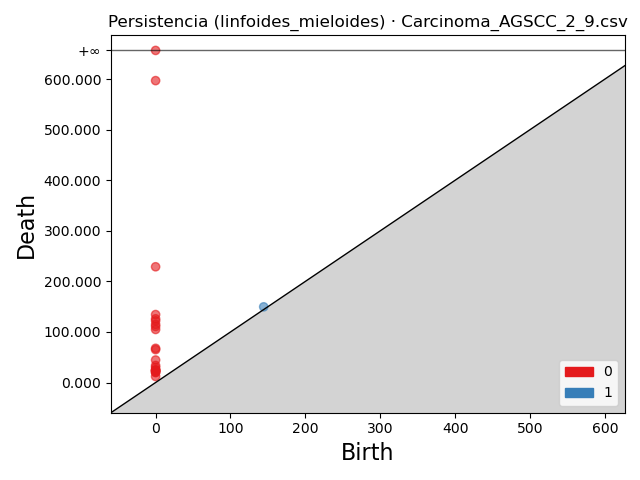 Persistencia (linfoides_mieloides) · Carcinoma_AGSCC_2_9.csv
+∞
600.000
500.000
400.000
300.000
200.000
100.000
0.000
Death
0
1
0 100 200 300 400 500 600
Birth